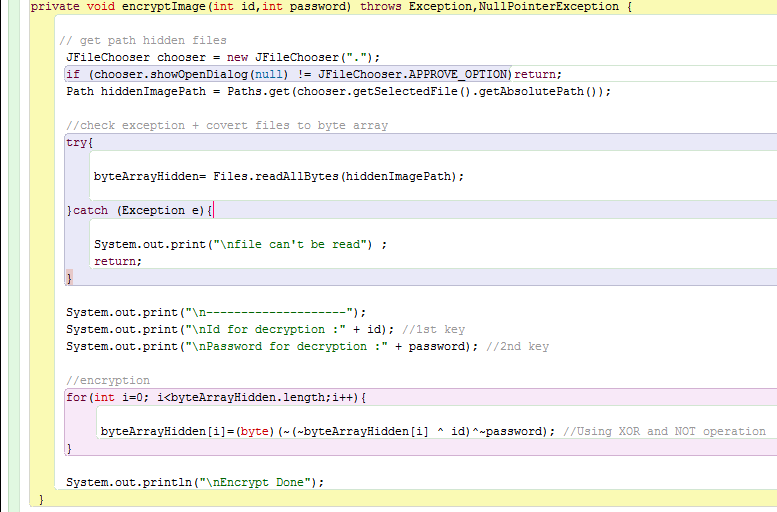 private void encryptImage(int id,int password) throws Exception,NullPointerException {
// get path hidden files
JFileChooser chooser = new JFileChooser(".");
if (chooser.showOpenDialog(null) != JFileChooser.APPROVE_OPTION)return;
Path hiddenImagePath = Paths.get(chooser.getSelectedFile().getAbsolutePath());
//check exception + covert files to byte array
try{
byteArrayHidden= Files.readAllBytes(hiddenImagePath);
}catch (Exception e){
System.out.print("\nfile can't be read") ;
return;
}
System.out.print("\n--------------------");
System.out.print("\nId for decryption :" + id); //1st key
System.out.print("\nPassword for decryption :" + password); //2nd key
//encryption
for(int i=0; i<byteArrayHidden.length;i++){
byteArrayHidden[i]=(byte)(~(~byteArrayHidden[i] ^ id)^~password); //Using XOR and NOT operation
}
System.out.println("\nEncrypt Done");
}